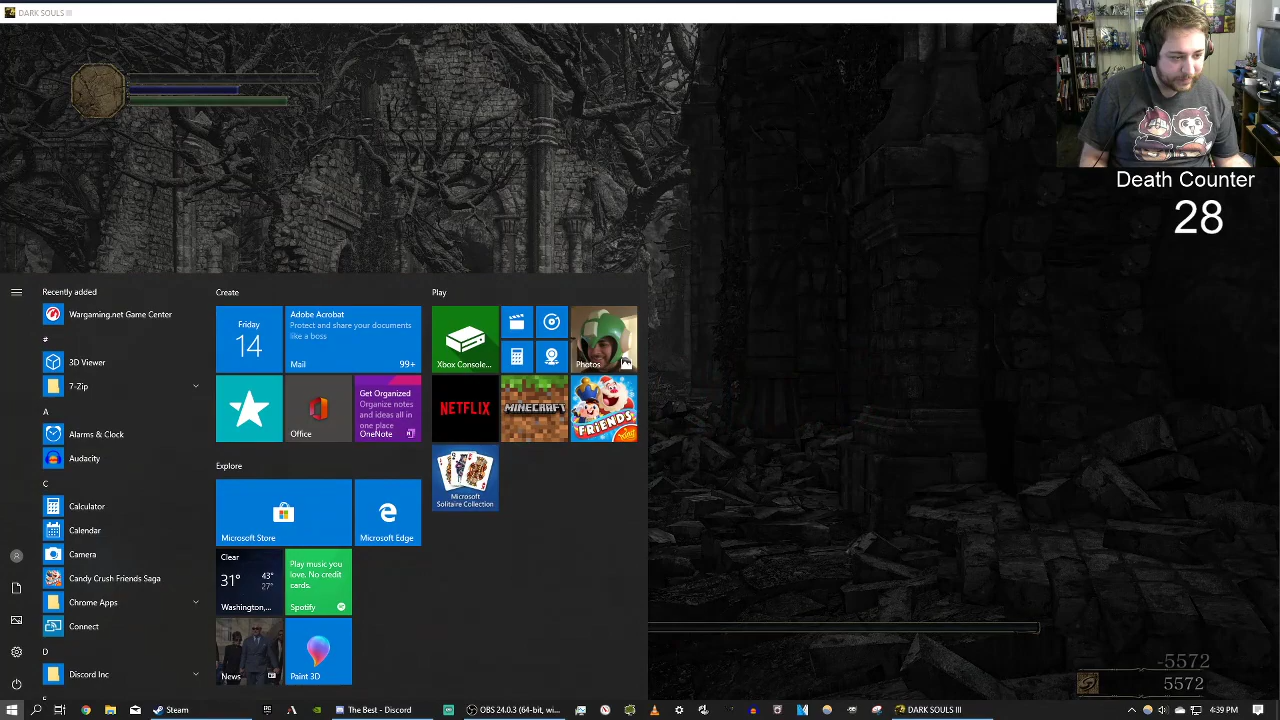 DARK SOULS III
Death Counter
28
Recently added
Wargaming.net Game Center
#
3D Viewer
7-Zip
A
Alarms & Clock
Audacity
C
Calculator
Calendar
Camera
Candy Crush Friends Saga
Chrome Apps
Connect
D
Discord Inc
Create
Friday
14
Adobe Acrobat
Protect and share your documents
like a boss
Mail
99+
Office
Get Organized
Organize notes
and ideas all in
one place
OneNote
Explore
Microsoft Store
Microsoft Edge
Clear
31°
43°
27°
Washington,...
Play music you
love. No credit
cards.
Spotify
News
Paint 3D
Play
Xbox Console...
Photos
NETFLIX
MINECRAFT
FRIENDS
King
Microsoft
Solitaire Collection
-5572
5572
Steam
The Best - Discord
OBS 24.0.3 (64-bit, wi...
DARK SOULS III
4:39 PM